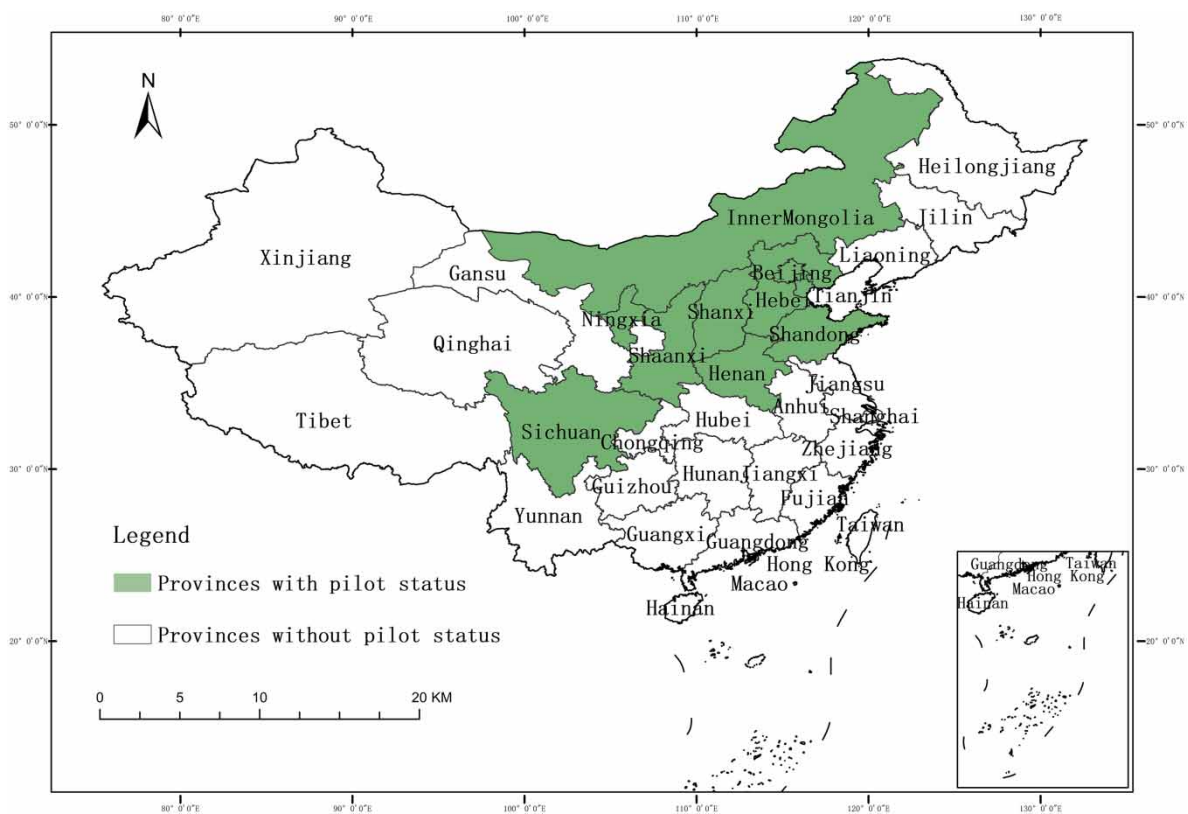 80° 0′0″E 90° 0′0″E 100° 0′0″E 110° 0′0″E 120° 0′0″E 130° 0′0″E
N
50° 0′0″N 50° 0′0″N
Heilongjiang
InnerMongolia Jilin
Xinjiang Liaoning
Gansu Beijing
40° 0′0″N Hebei Tianjin 40° 0′0″N
Ningxia Shanxi
Qinghai Shandong
Shaanxi Henan
Jiangsu
Anhui
Tibet Hubei Shanghai
Sichuan
Chongqing
30° 0′0″N Zhejiang 30° 0′0″N
Guizhou Hunan Jiangxi
Yunnan Fujian
Guangxi Guangdong Taiwan
Hong Kong
Macao
Hainan
Legend
Provinces with pilot status
Provinces without pilot status
20° 0′0″N 20° 0′0″N
0 5 10 20 KM
Guangdong Taiwan
Hong Kong
Macao
Hainan
80° 0′0″E 90° 0′0″E 100° 0′0″E 110° 0′0″E 120° 0′0″E 130° 0′0″E